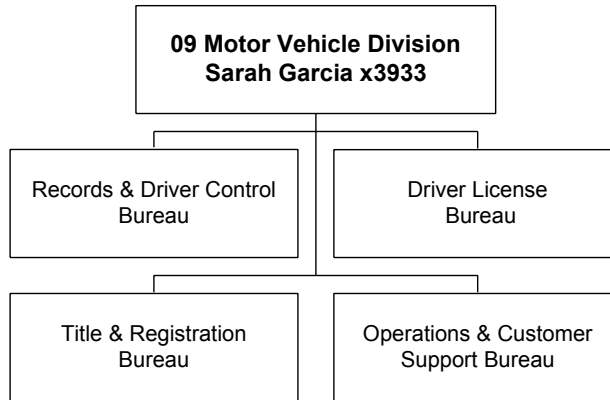 09 Motor Vehicle Division
Sarah Garcia x3933
Records & Driver Control
Bureau
Driver License
Bureau
Title & Registration
Bureau
Operations & Customer
Support Bureau